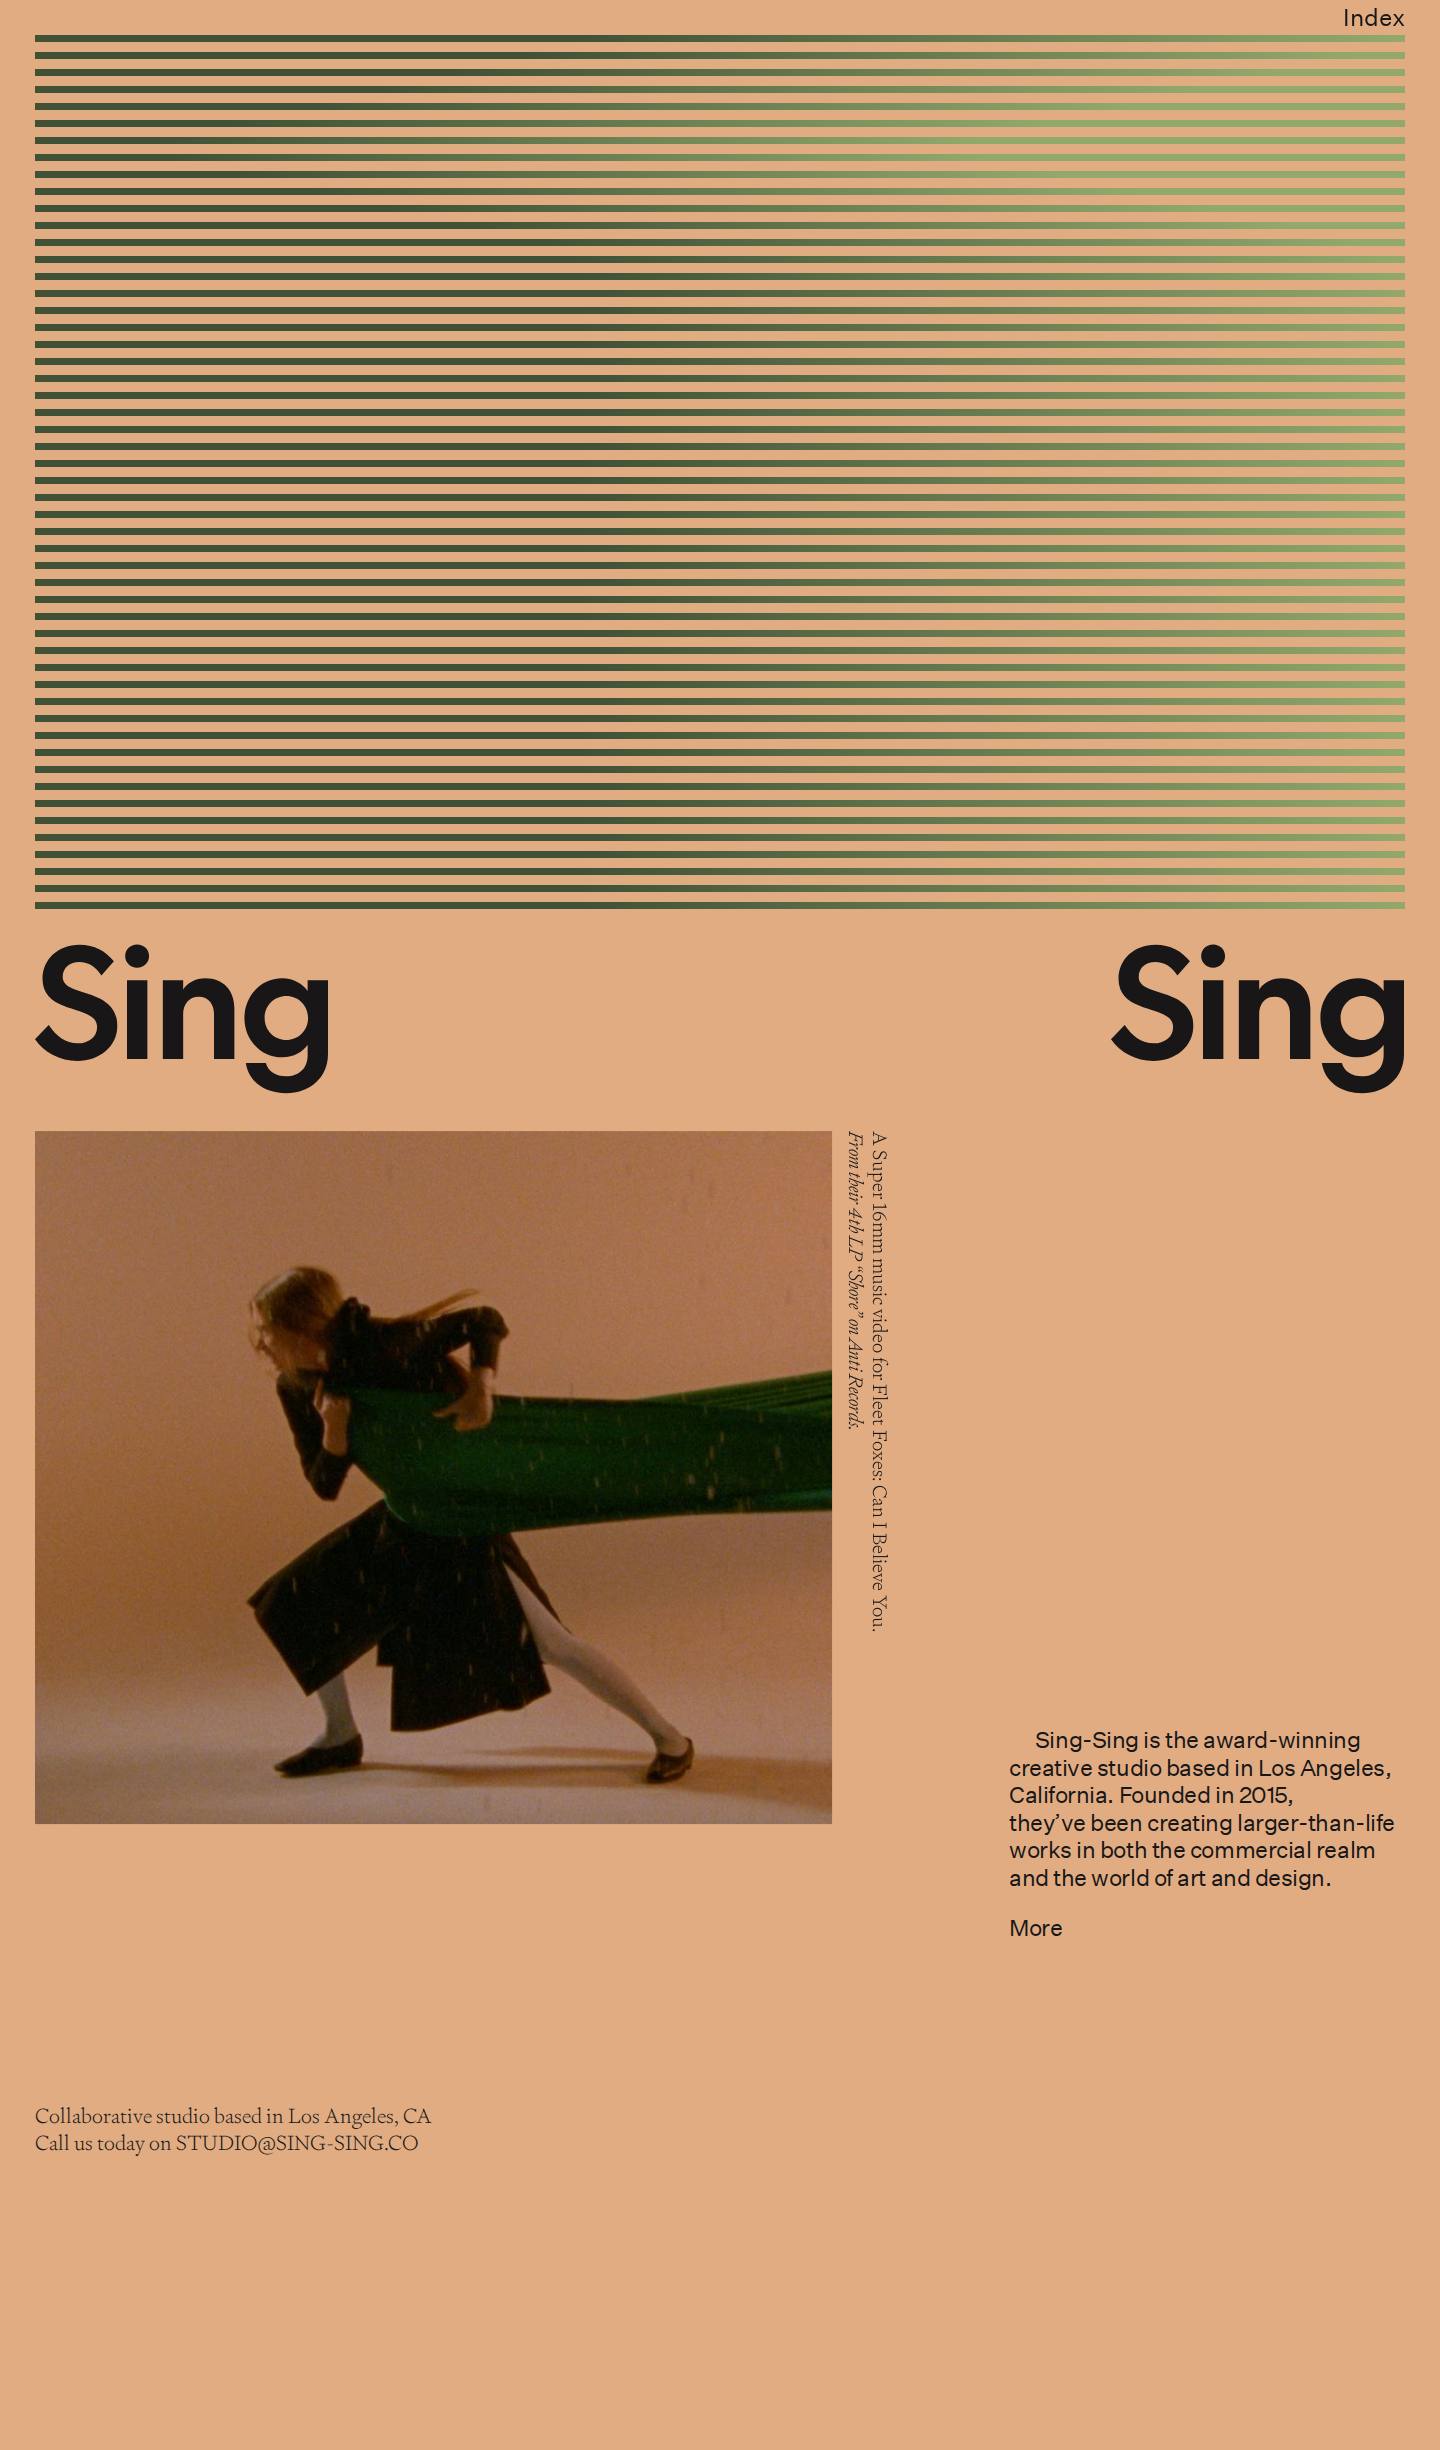 Index
Sing Sing
A Super 16mm music video for Fleet Foxes: Can I Believe You.
From their 4th LP “Shore” on Anti Records.
Sing-Sing is the award-winning
creative studio based in Los Angeles,
California. Founded in 2015,
they’ve been creating larger-than-life
works in both the commercial realm
and the world of art and design.
More
Collaborative studio based in Los Angeles, CA
Call us today on STUDIO@SING-SING.CO